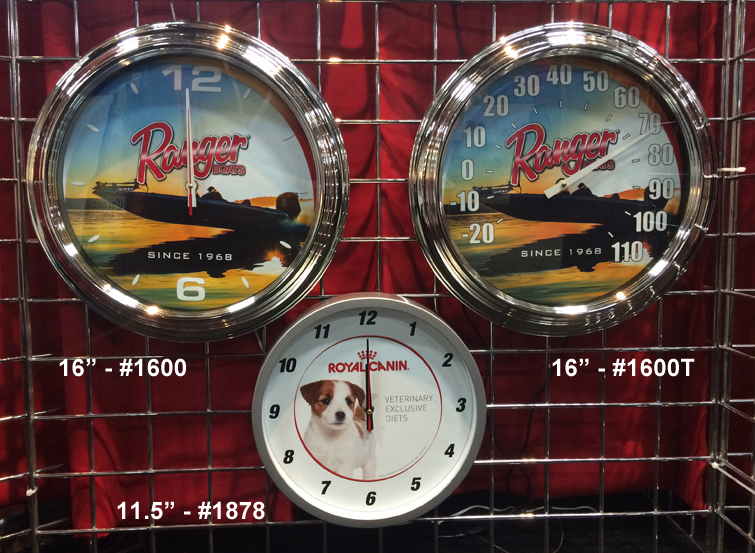 12
Ranger
BOATS
SINCE 1968
6
-20
-10
0
10
20
30
40
50
60
70
80
90
100
110
Ranger
BOATS
SINCE 1968
16” - #1600
16” - #1600T
12
1
2
3
4
5
6
7
8
9
10
11
ROYAL CANIN
VETERINARY
EXCLUSIVE
DIETS
11.5” - #1878